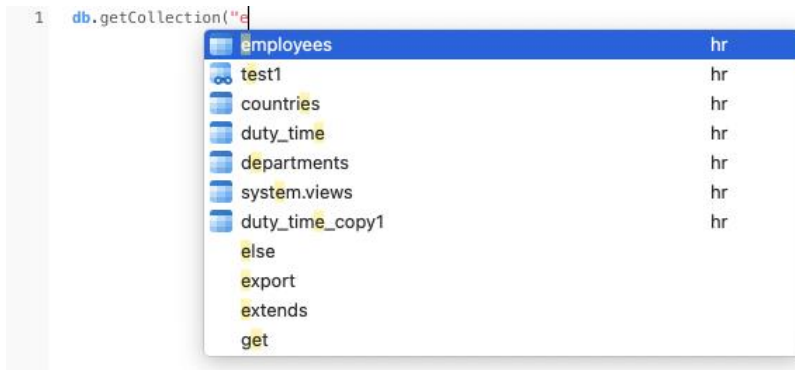 1 db.getCollection("e
employees hr
test1 hr
countries hr
duty_time hr
departments hr
system.views hr
duty_time_copy1 hr
else
export
extends
get